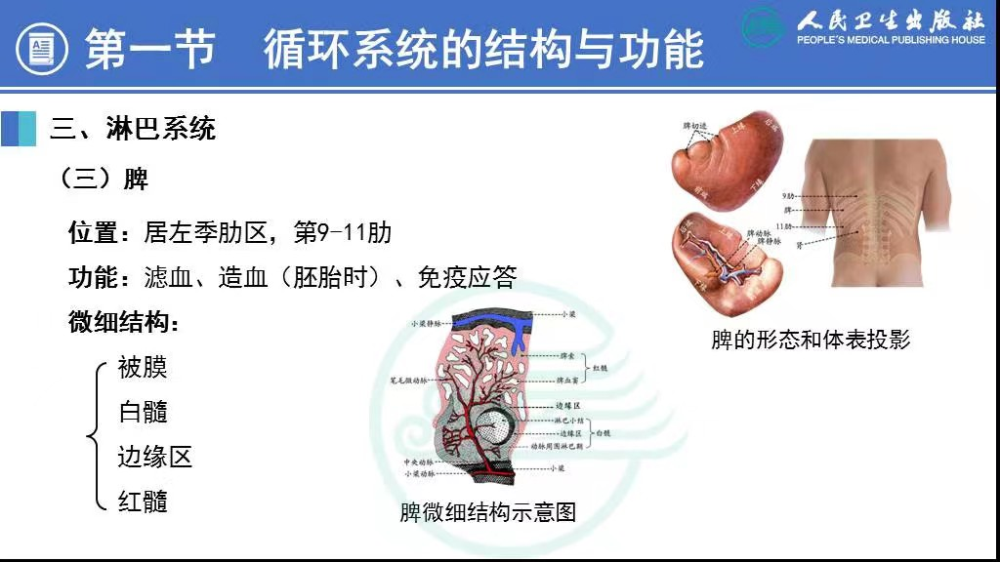 第一节 循环系统的结构与功能
人民卫生出版社
PEOPLE'S MEDICAL PUBLISHING HOUSE
三、淋巴系统
（三）脾
位置：居左季肋区，第9-11肋
功能：滤血、造血（胚胎时）、免疫应答
微细结构：
被膜
白髓
边缘区
红髓
小梁静脉
小梁
脾索
红髓
笔毛微动脉
脾血窦
边缘区
淋巴小结
边缘区
白髓
动脉周围淋巴鞘
中央动脉
小梁动脉
小梁
脾微细结构示意图
脾切迹
上缘
后端
前端
下缘
后端
上缘
脾动脉
脾静脉
下缘
9肋
脾
11肋
肾
脾的形态和体表投影